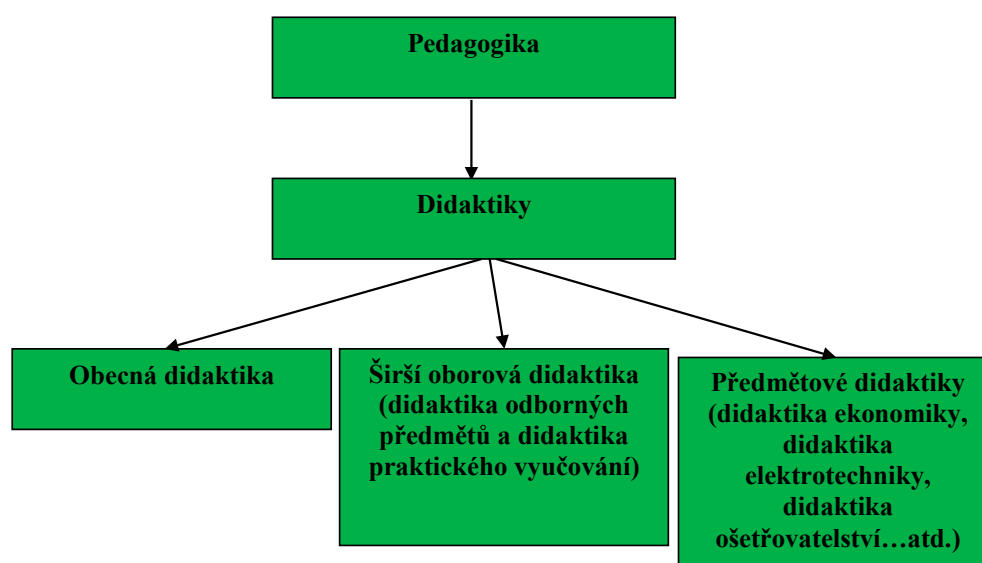 Pedagogika
Didaktiky
Obecná didaktika
Širší oborová didaktika
(didaktika odborných
předmětů a didaktika
praktického vyučování)
Předmětové didaktiky
(didaktika ekonomiky,
didaktika
elektrotechniky,
didaktika
ošetřovatelství…atd.)